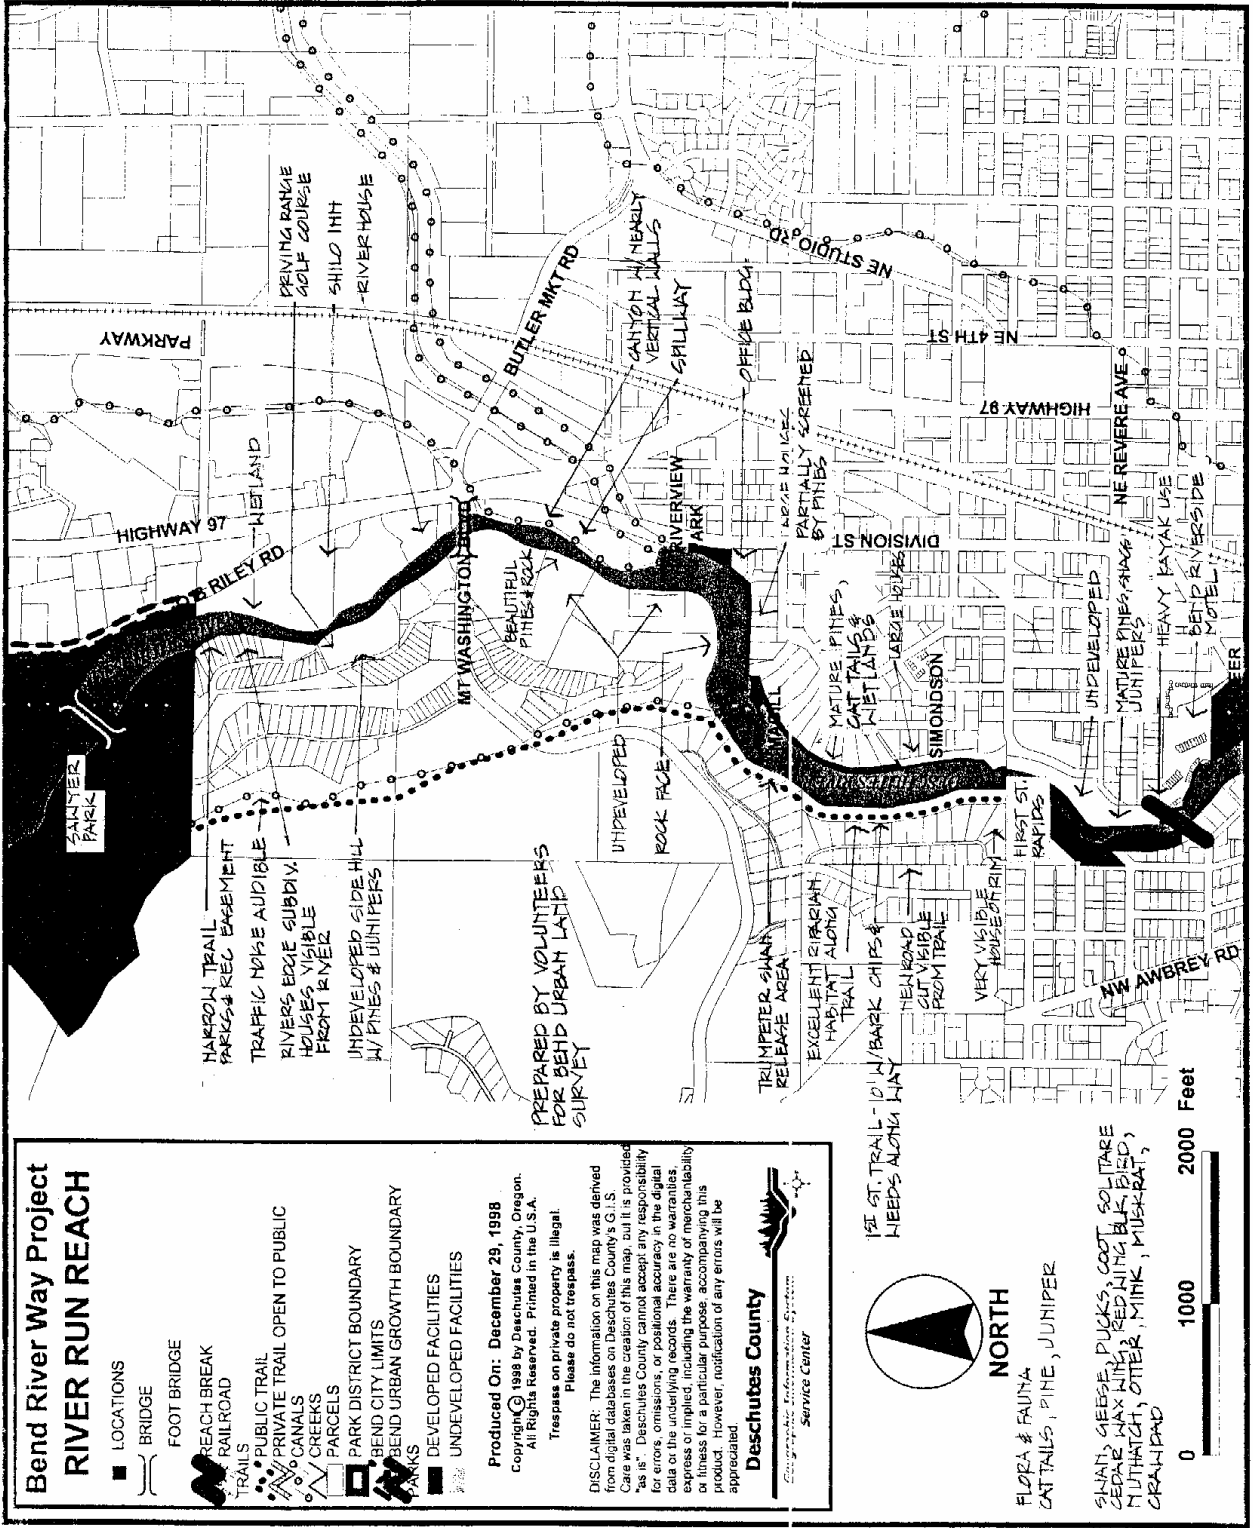 Bend River Way Project
RIVER RUN REACH
LOCATIONS
BRIDGE
FOOT BRIDGE
REACH BREAK
RAILROAD
TRAILS
PUBLIC TRAIL
PRIVATE TRAIL OPEN TO PUBLIC
CANALS
CREEKS
PARCELS
PARK DISTRICT BOUNDARY
BEND CITY LIMITS
BEND URBAN GROWTH BOUNDARY
PARKS
DEVELOPED FACILITIES
UNDEVELOPED FACILITIES
Produced On: December 29, 1998
Copyright © 1998 by Deschutes County, Oregon.
All Rights Reserved. Printed in the U.S.A.
Trespass on private property is illegal.
Please do not trespass.
DISCLAIMER: The information on this map was derived
from digital databases on Deschutes County's G.I.S.
Care was taken in the creation of this map, but it is provided
"as is". Deschutes County cannot accept any responsibility
for errors, omissions, or positional accuracy in the digital
data or the underlying records. There are no warranties,
express or implied, including the warranty of merchantability
or fitness for a particular purpose, accompanying this
product. However, notification of any errors will be
appreciated.
Deschutes County
Geographic Information System
Service Center
NORTH
FLORA & FAUNA
CATTAILS, PINE, JUNIPER
SWAN, GEESE, DUCKS, COOT, SOLITARE
CEDAR WAX WING, RED WING BLK. BIRD,
NUTHATCH, OTTER, MINK, MUSKRAT,
CRAWDAD
0 1000 2000 Feet
SAWYER
PARK
NARROW TRAIL
PARKS & REC EASEMENT
TRAFFIC NOISE AUDIBLE
RIVERS EDGE SUBDIV.
HOUSES VISIBLE
FROM RIVER
UNDEVELOPED SIDE HILL
W/ PINES & JUNIPERS
PREPARED BY VOLUNTEERS
FOR BEND URBAN LAND
SURVEY
UNDEVELOPED
ROCK FACE
TRUMPETER SWAN
RELEASE AREA
EXCELLENT RIPARIAN
HABITAT ALONG
TRAIL
1ST ST. TRAIL - 10' W/BARK CHIPS &
WEEDS ALONG WAY
NEW ROAD
CUT VISIBLE
FROM TRAIL
VERY VISIBLE
HOUSE ON RIM
FIRST ST.
RAPIDS
NW AWBREY RD
HIGHWAY 97
O B RILEY RD
WETLAND
PARKWAY
DRIVING RANGE
GOLF COURSE
SHILO INN
RIVERHOUSE
MT WASHINGTON BLVD
BEAUTIFUL
PINES & ROCK
BUTLER MKT RD
CANYON W/ NEARLY
VERTICAL WALLS
SPILLWAY
RIVERVIEW
PARK
OFFICE BLDG.
LARGE HOUSES
PARTIALLY SCREENED
BY PINES
NE STUDIO RD
NE 4TH ST
HIGHWAY 97
DIVISION ST
MATURE PINES,
CAT TAILS &
WETLANDS
LARGE HOUSES
SIMONDSON
UNDEVELOPED
MATURE PINES, SNAGS
JUNIPERS
NE REVERE AVE
HEAVY KAYAK USE
BEND RIVERSIDE
MOTEL